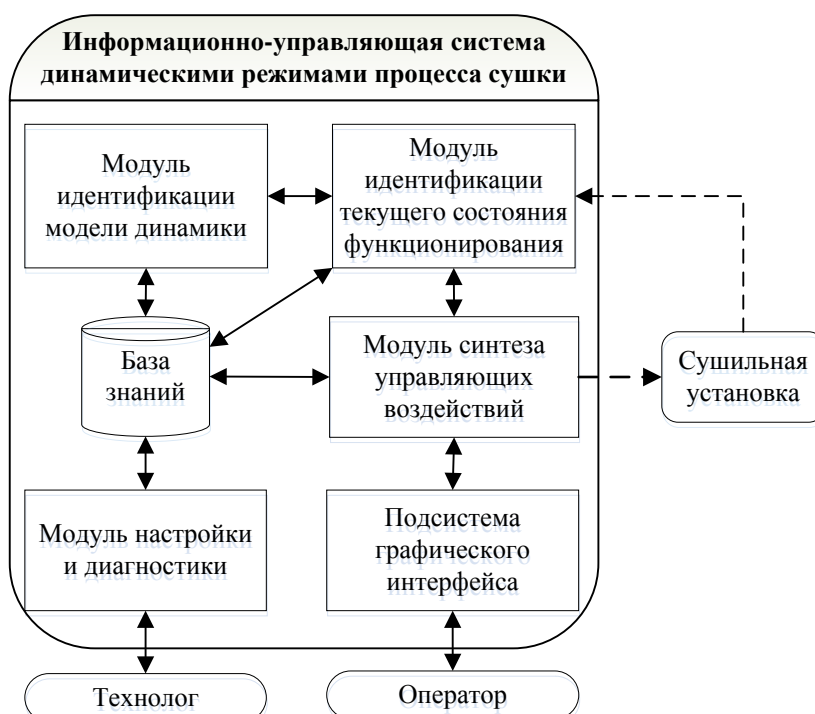 Информационно-управляющая система
динамическими режимами процесса сушки
Модуль
идентификации
модели динамики
Модуль
идентификации
текущего состояния
функционирования
База
знаний
Модуль синтеза
управляющих
воздействий
Сушильная
установка
Модуль настройки
и диагностики
Подсистема
графического
интерфейса
Технолог
Оператор